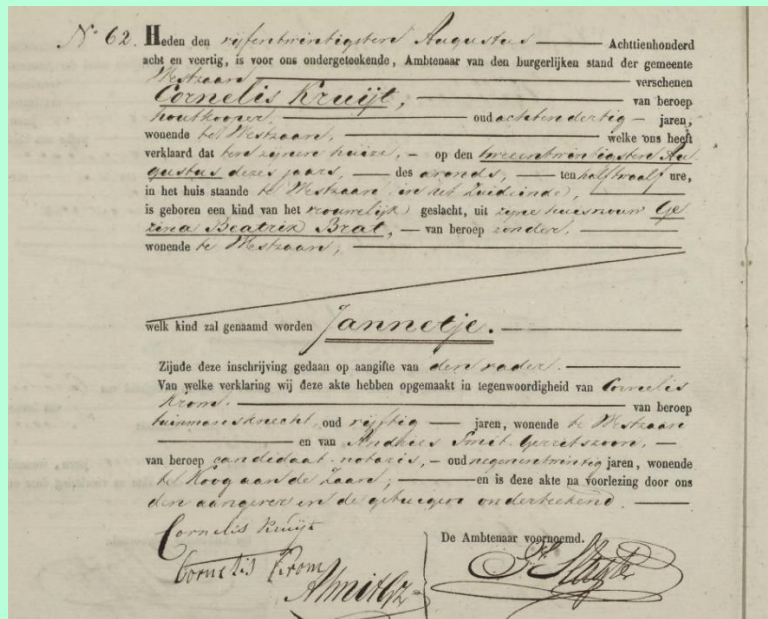 No 62. Heden den vijfentwintigsten Augustus Achttienhonderd
acht en veertig, is voor ons ondergeteekende, Ambtenaar van den burgerlijken stand der gemeente
Westzaan verschenen
Cornelis Kruijt, van beroep
houtkooper, oud achtendertig jaren,
wonende te Westzaan, welke ons heeft
verklaard dat ten zijnen huize, op den tweentwintigsten Au
gustus dezes jaars, des avonds, ten half twaalf ure,
in het huis staande te Westzaan in het Zuideinde,
is geboren een kind van het vrouwelijk geslacht, uit zijne huisvrouw Ge
zina Beatrix Brat, van beroep zonder,
wonende te Westzaan,
welk kind zal genaamd worden Jannetje.
Zijnde deze inschrijving gedaan op aangifte van den vader.
Van welke verklaring wij deze akte hebben opgemaakt in tegenwoordigheid van Cornelis
Krom. van beroep
tuinmansknecht, oud vijftig jaren, wonende te Westzaan
en van Andries Smit Gerritszoon,
van beroep candidaat-notaris, oud negenentwintig jaren, wonende
te Koog aan de Zaan, en is deze akte na voorlezing door ons
den aangever en de getuigen onderteekend.
Cornelis Kruijt
De Ambtenaar voornoemd.
Cornelis Krom
ASmit Gz